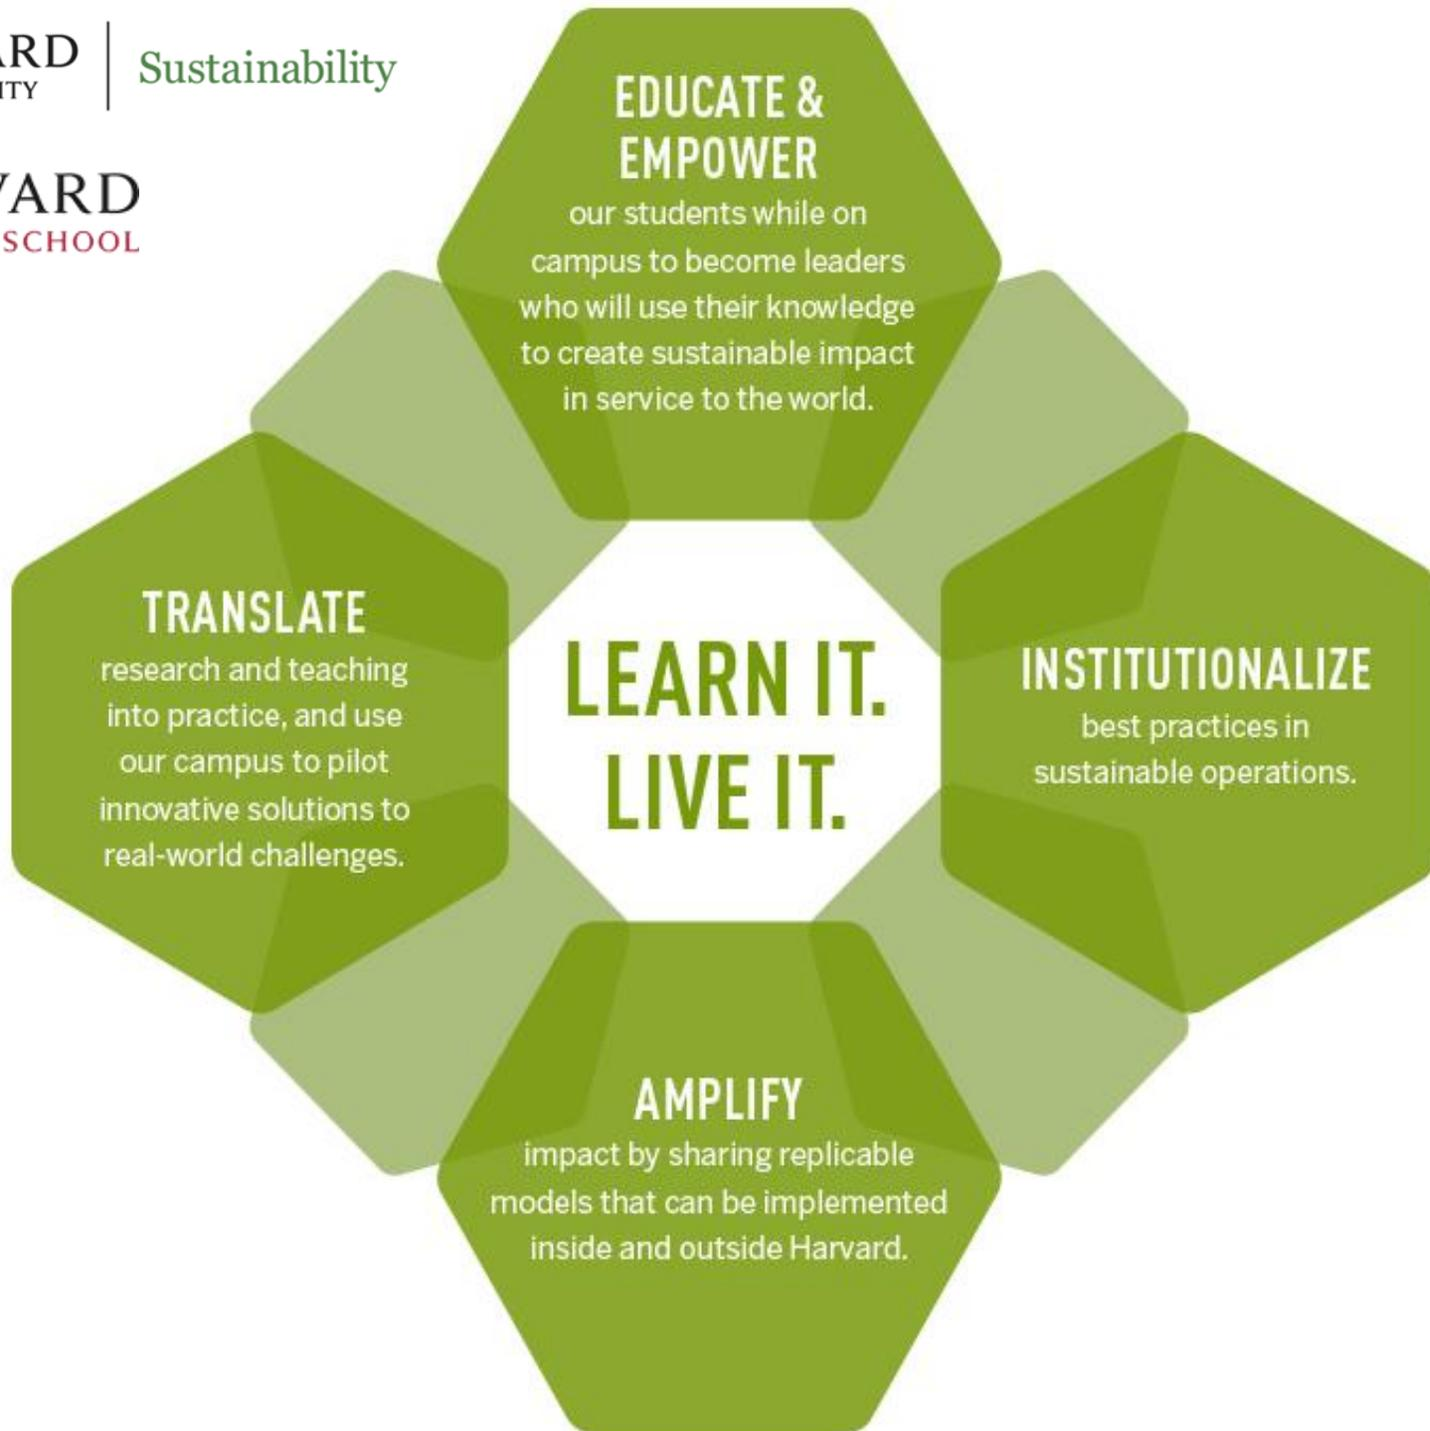 ARD
ITY
Sustainability
VARD
SCHOOL
EDUCATE &
EMPOWER
our students while on
campus to become leaders
who will use their knowledge
to create sustainable impact
in service to the world.
TRANSLATE
research and teaching
into practice, and use
our campus to pilot
innovative solutions to
real-world challenges.
LEARN IT.
LIVE IT.
INSTITUTIONALIZE
best practices in
sustainable operations.
AMPLIFY
impact by sharing replicable
models that can be implemented
inside and outside Harvard.